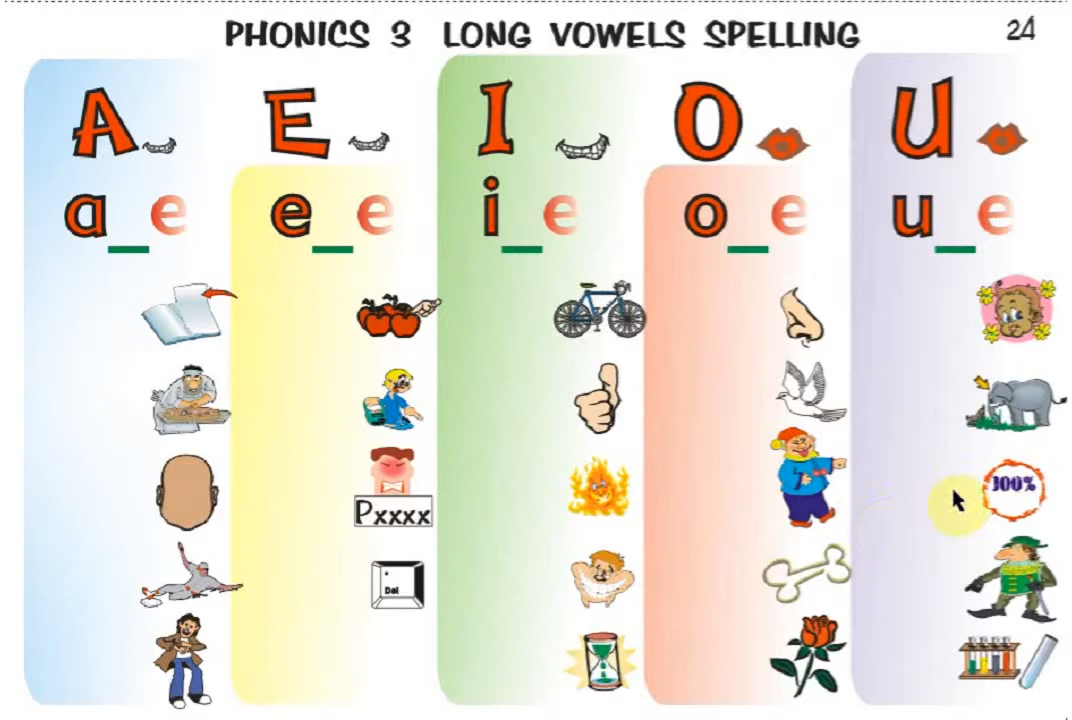 PHONICS 3 LONG VOWELS SPELLING 24
A E I O U
a_e e_e i_e o_e u_e
100%
Pxxxx
Del